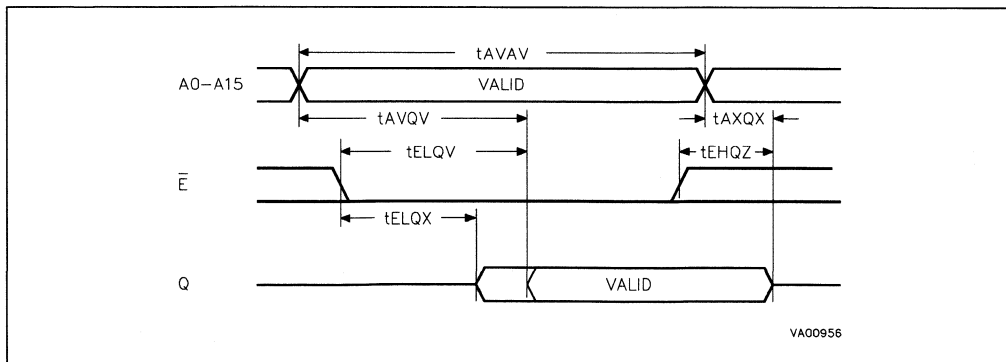 tAVAV
A0-A15
VALID
tAVQV
tAXQX
tELQV
tEHQZ
E̅
tELQX
Q
VALID
VA00956